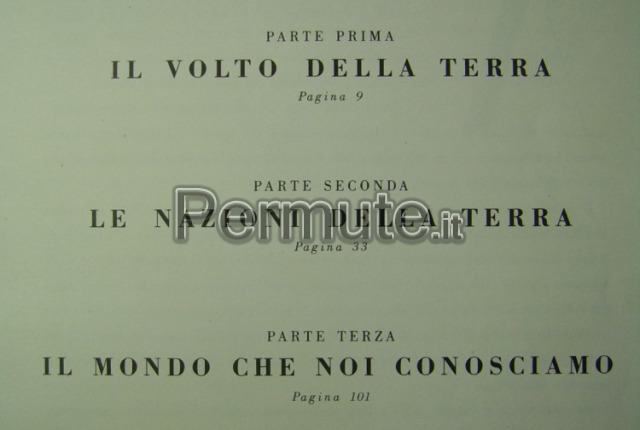 PARTE PRIMA
IL VOLTO DELLA TERRA
Pagina 9
PARTE SECONDA
LE NAZIONI DELLA TERRA
Permute.it
Pagina 33
PARTE TERZA
IL MONDO CHE NOI CONOSCIAMO
Pagina 101